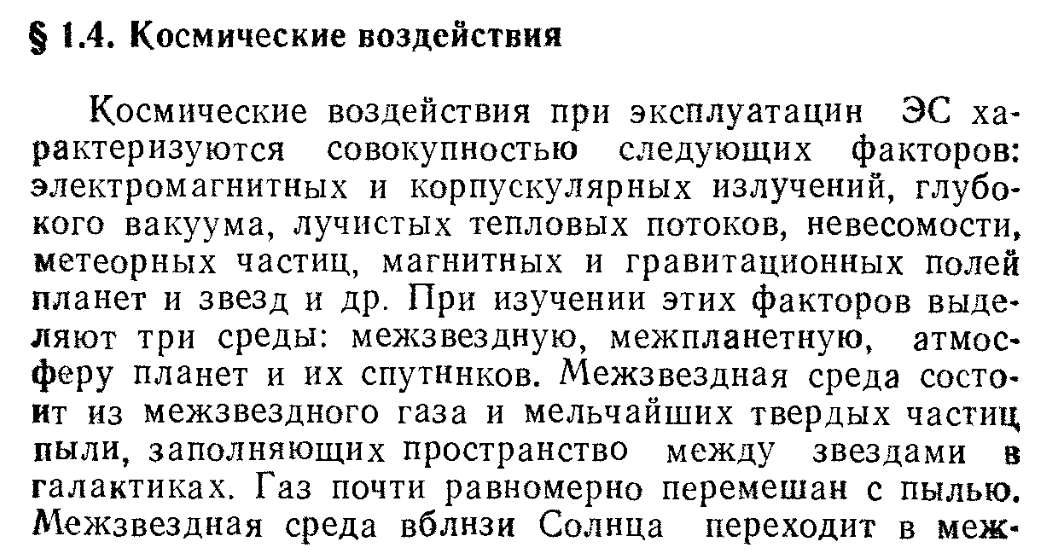 § 1.4. Космические воздействия
Космические воздействия при эксплуатации ЭС ха-
рактеризуются совокупностью следующих факторов:
электромагнитных и корпускулярных излучений, глубо-
кого вакуума, лучистых тепловых потоков, невесомости,
метеорных частиц, магнитных и гравитационных полей
планет и звезд и др. При изучении этих факторов выде-
ляют три среды: межзвездную, межпланетную, атмос-
феру планет и их спутников. Межзвездная среда состо-
ит из межзвездного газа и мельчайших твердых частиц
пыли, заполняющих пространство между звездами в
галактиках. Газ почти равномерно перемешан с пылью.
Межзвездная среда вблизи Солнца переходит в меж-